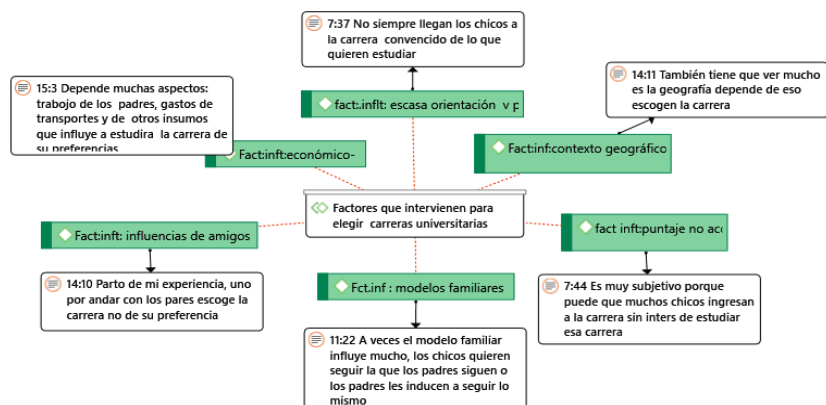 7:37 No siempre llegan los chicos a
la carrera convencido de lo que
quieren estudiar
14:11 También tiene que ver mucho
es la geografía depende de eso
escogen la carrera
15:3 Depende muchas aspectos:
trabojo de los padres, gastos de
transportes y de otros insumos
que influye a estudira la carrera de
su preferencias
fact:.inflt: escasa orientación v p
Fact:inft:económico-
Fact:inf:contexto geográfico
Factores que intervienen para
elegir carreras universitarias
Fact:inft: influencias de amigos
fact inft:puntaje no acc
14:10 Parto de mi experiencia, uno
por andar con los pares escoge la
carrera no de su preferencia
Fct.inf : modelos familiares
7:44 Es muy subjetivo porque
puede que muchos chicos ingresan
a la carrera sin inters de estudiar
esa carrera
11:22 A veces el modelo familiar
influye mucho, los chicos quieren
seguir la que los padres siguen o
los padres les inducen a seguir lo
mismo